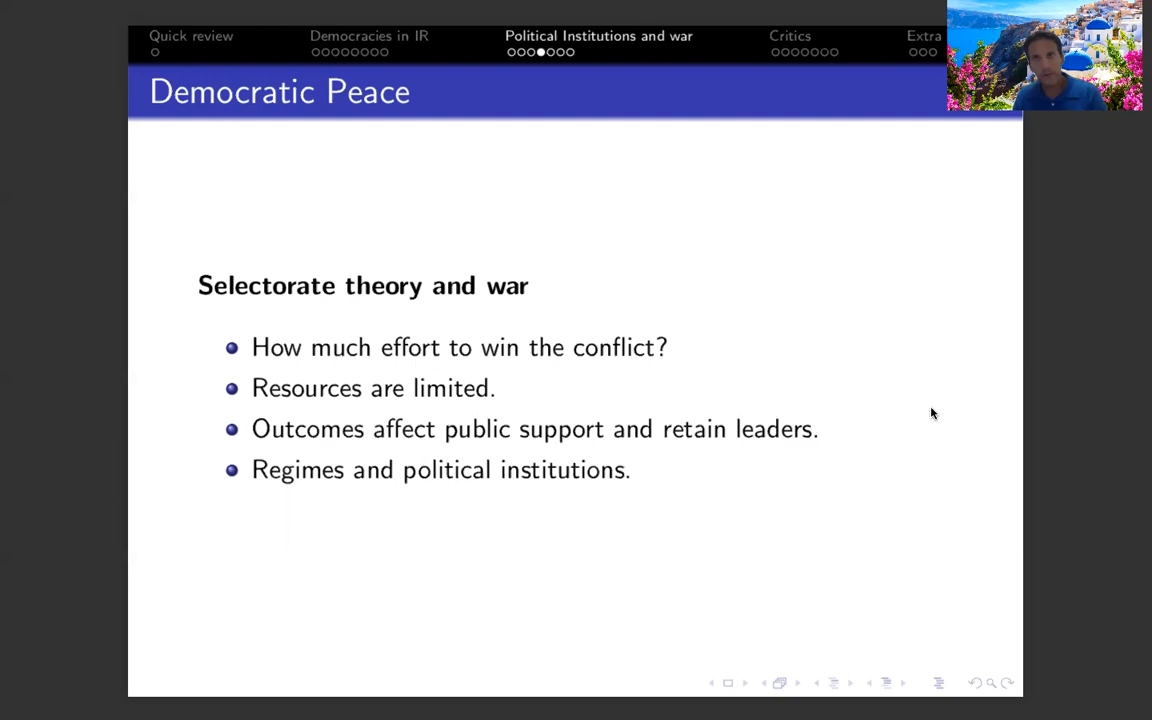 Quick review
Democracies in IR
Political Institutions and war
Critics
Extra
Democratic Peace
Selectorate theory and war
How much effort to win the conflict?
Resources are limited.
Outcomes affect public support and retain leaders.
Regimes and political institutions.